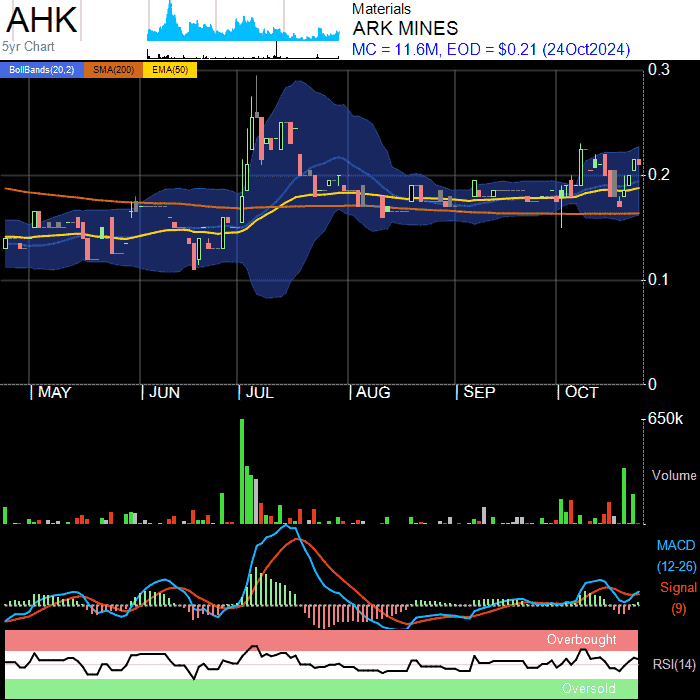 AHK
5yr Chart
Materials
ARK MINES
MC = 11.6M, EOD = $0.21 (24Oct2024)
BollBands(20,2) SMA(200) EMA(50)
0.3
0.2
0.1
0
MAY JUN JUL AUG SEP OCT
650k
Volume
MACD
(12-26)
Signal
(9)
Overbought
RSI(14)
Oversold